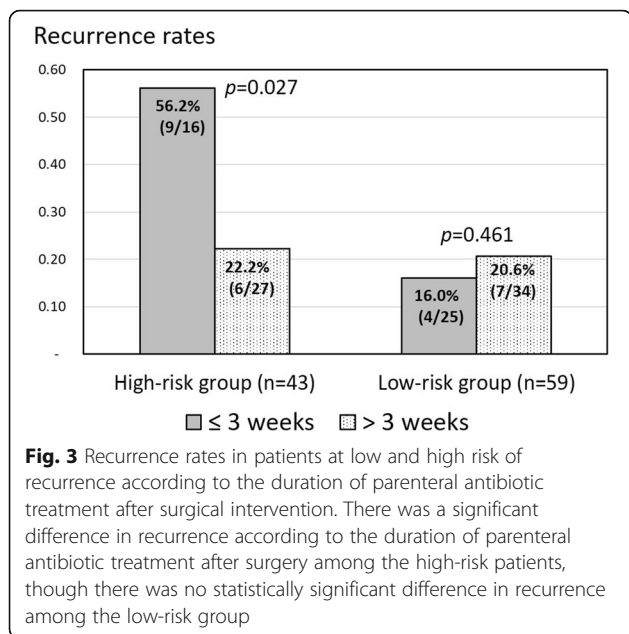 Recurrence rates
0.60
0.50
0.40
0.30
0.20
0.10
-
56.2%
(9/16)
p=0.027
22.2%
(6/27)
p=0.461
16.0%
(4/25)
20.6%
(7/34)
High-risk group (n=43) Low-risk group (n=59)
≤ 3 weeks > 3 weeks
Fig. 3 Recurrence rates in patients at low and high risk of
recurrence according to the duration of parenteral antibiotic
treatment after surgical intervention. There was a significant
difference in recurrence according to the duration of parenteral
antibiotic treatment after surgery among the high-risk patients,
though there was no statistically significant difference in recurrence
among the low-risk group